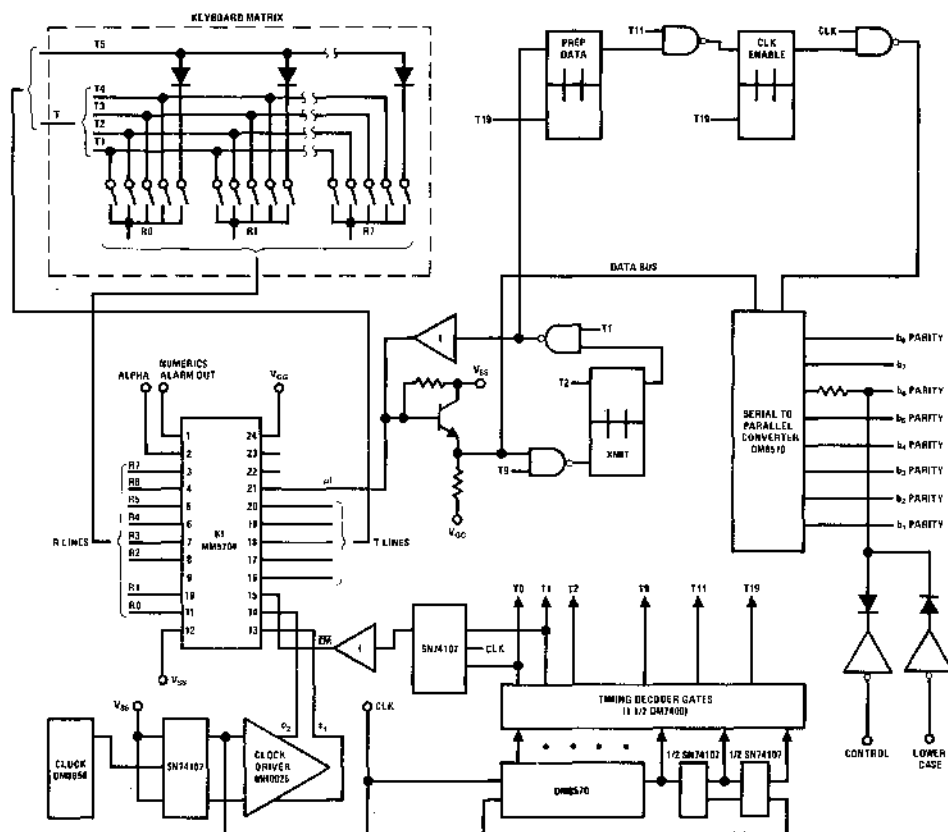 KEYBOARD MATRIX
T5
T4
T3
T2
T1
T
R0
R1
R7
T11
PREP
DATA
T19
CLK
CLK
ENABLE
T19
DATA BUS
T1
T2
XMIT
T9
VSS
VGG
ALPHA
NUMERICS
ALARM OUT
VGG
1
2
3
4
5
6
7
8
9
10
11
12
24
23
22
21
20
19
18
17
16
15
14
13
R7
R6
R5
R4
R3
R2
R1
R0
R LINES
T LINES
VSS
SERIAL TO
PARALLEL
CONVERTER
DM8570
PARITY
b7
b6 PARITY
b5 PARITY
b4 PARITY
b3 PARITY
b2 PARITY
b1 PARITY
T0
T1
T2
T9
T11
T19
SN74107
CLK
1
1
TIMING DECODER GATES
(1 1/2 DM7400)
CONTROL
LOWER
CASE
VSS
CLK
CLOCK
SN74107
CLOCK
DRIVER
DM8570
1/2 SN74107
1/2 SN74107